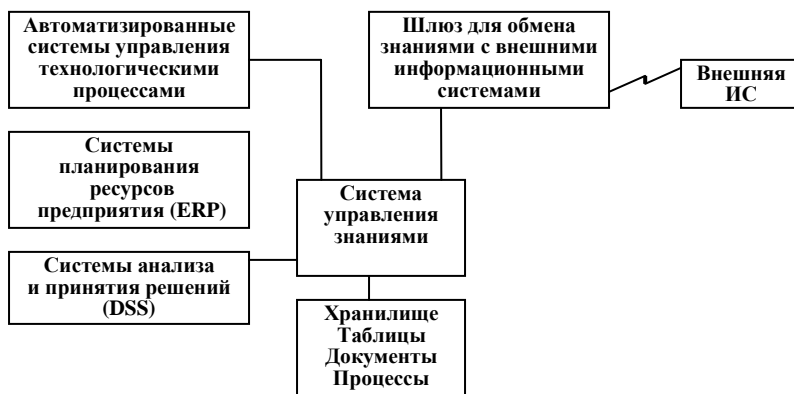 Автоматизированные
системы управления
технологическими
процессами
Шлюз для обмена
знаниями с внешними
информационными
системами
Внешняя
ИС
Системы
планирования
ресурсов
предприятия (ERP)
Система
управления
знаниями
Системы анализа
и принятия решений
(DSS)
Хранилище
Таблицы
Документы
Процессы